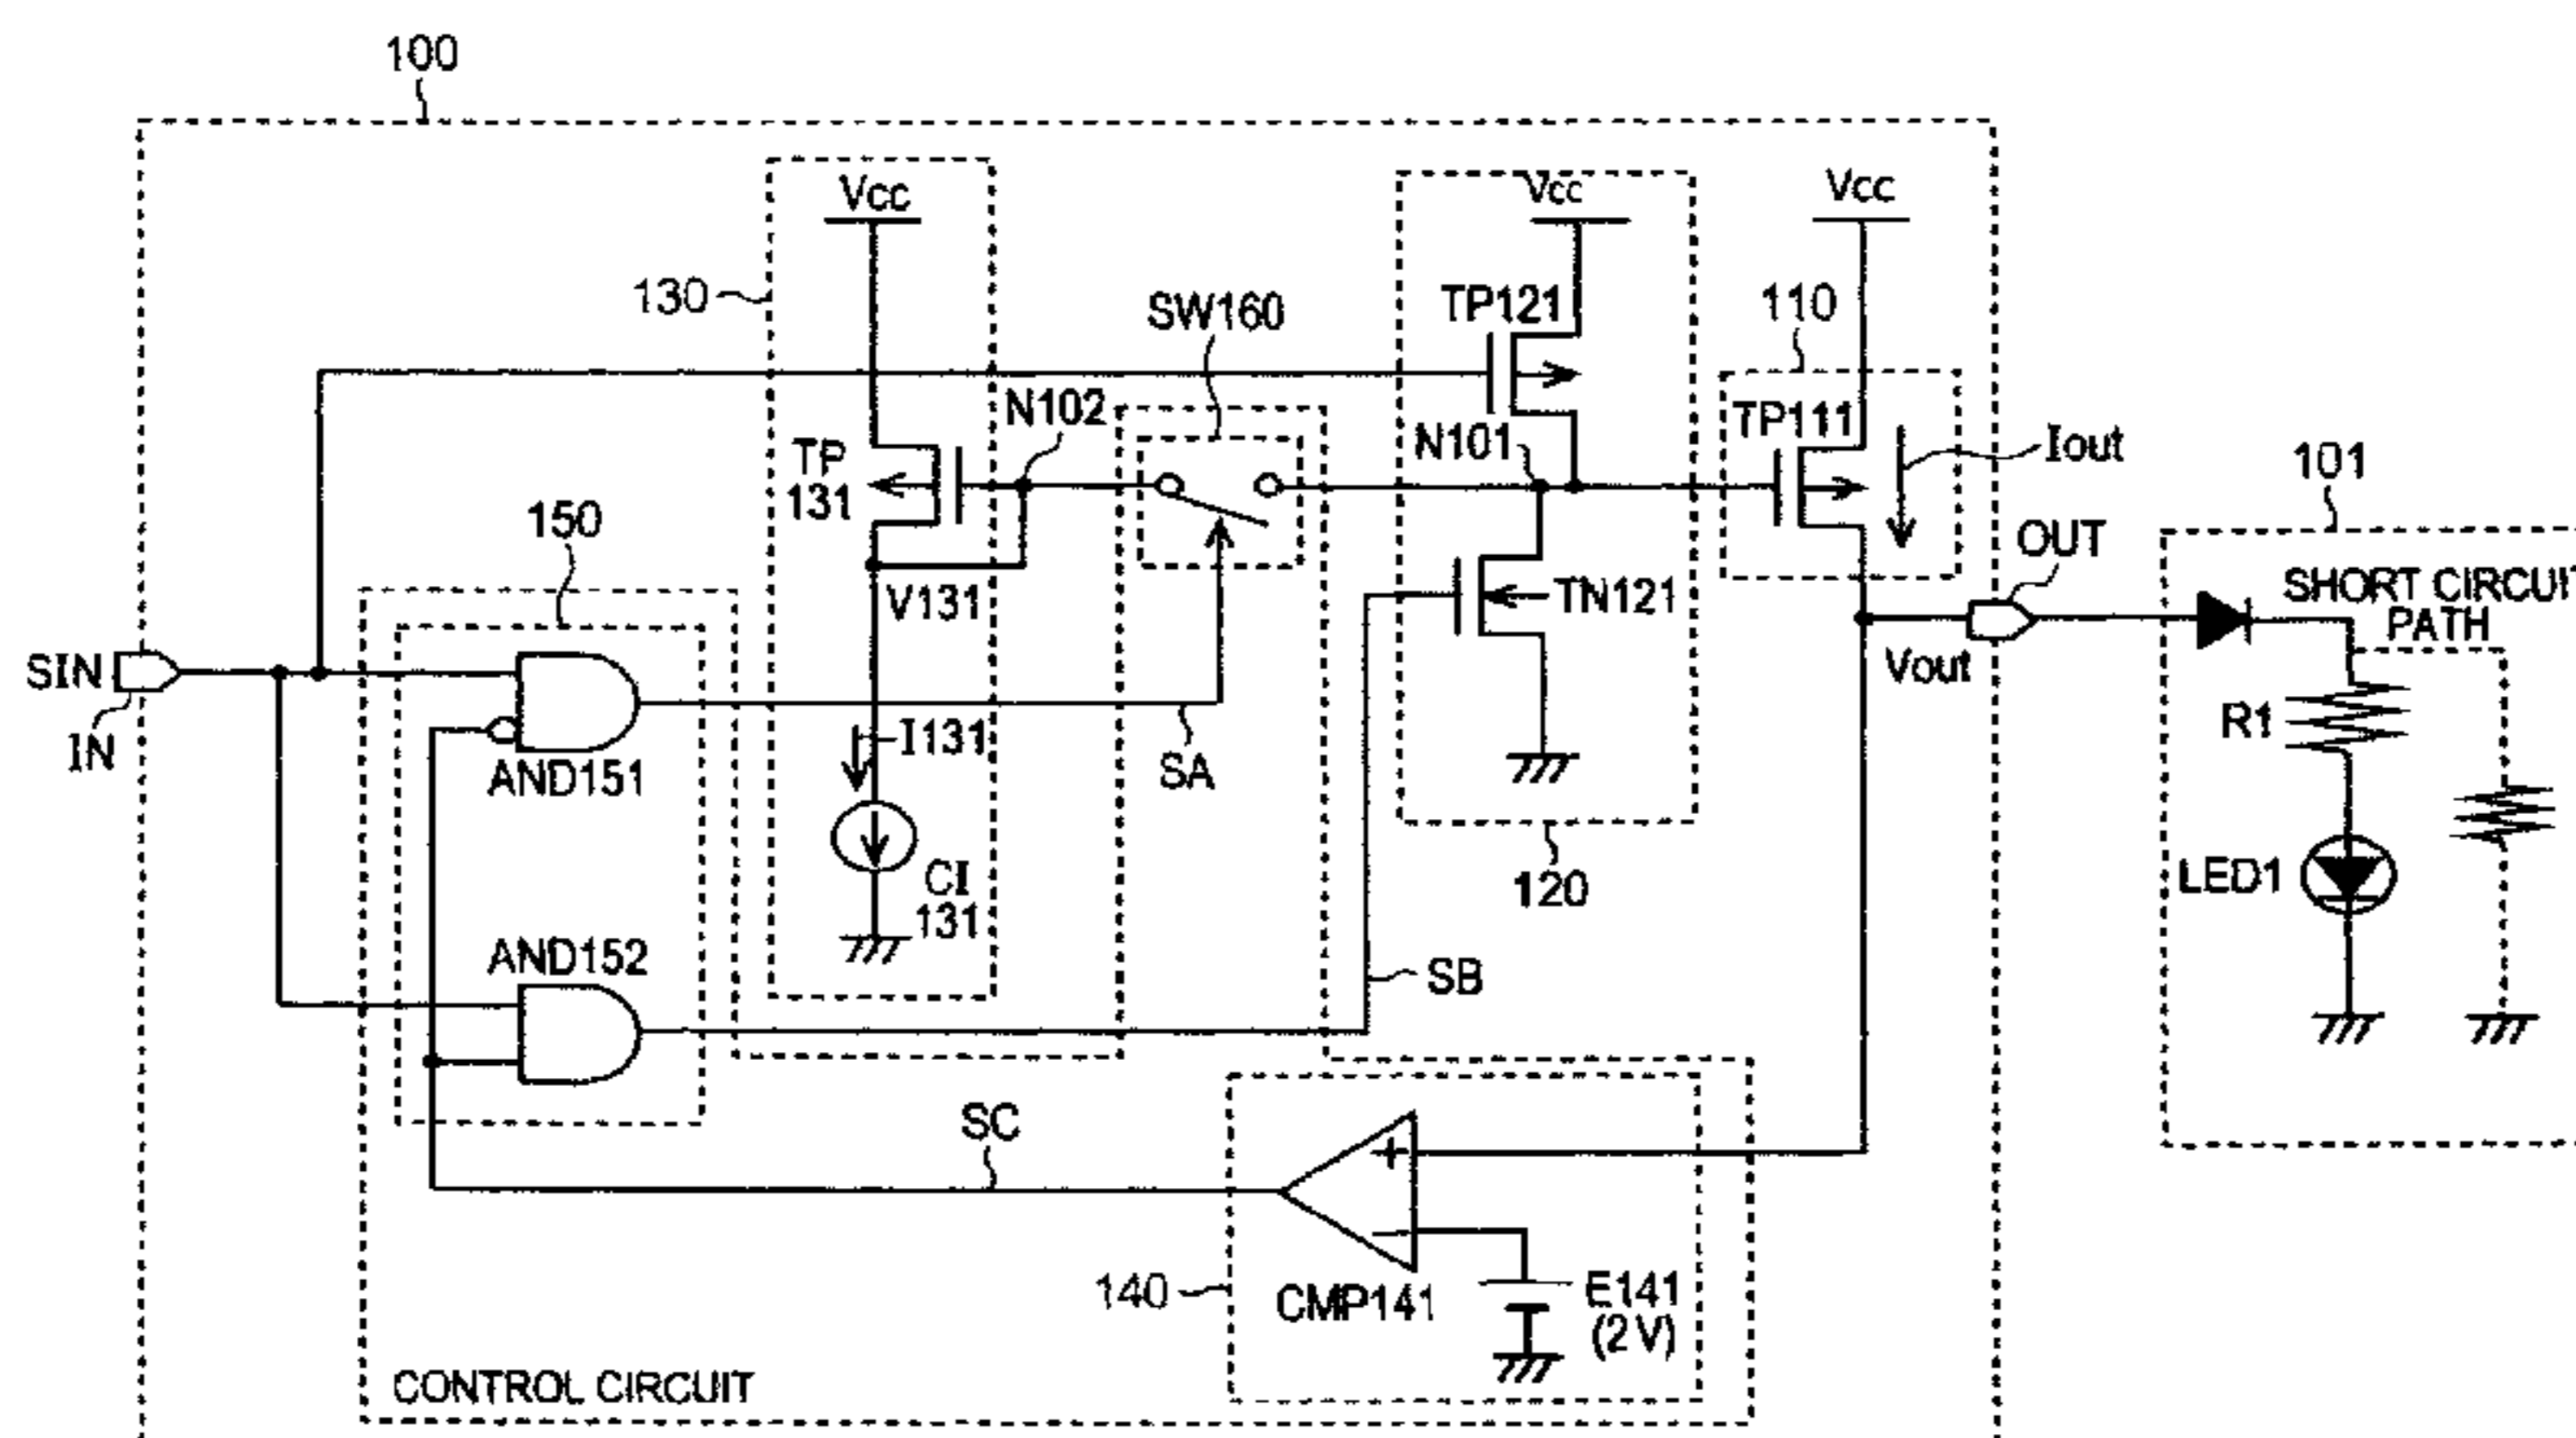 100
Vcc
Vcc
Vcc
130
SW160
TP121
110
N102
TP
131
N101
TP111
Iout
101
150
OUT
V131
TN121
SHORT CIRCUIT
PATH
SIN
IN
Vout
AND151
I131
SA
R1
CI
131
120
LED1
AND152
SB
SC
140
CMP141
E141
(2 V)
CONTROL CIRCUIT